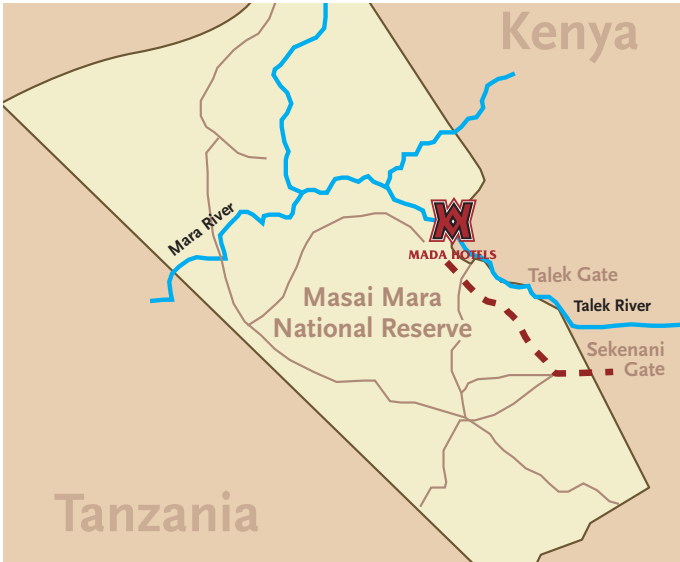 Kenya
Mara River
MADA HOTELS
Talek Gate
Masai Mara
National Reserve
Talek River
Sekenani
Gate
Tanzania